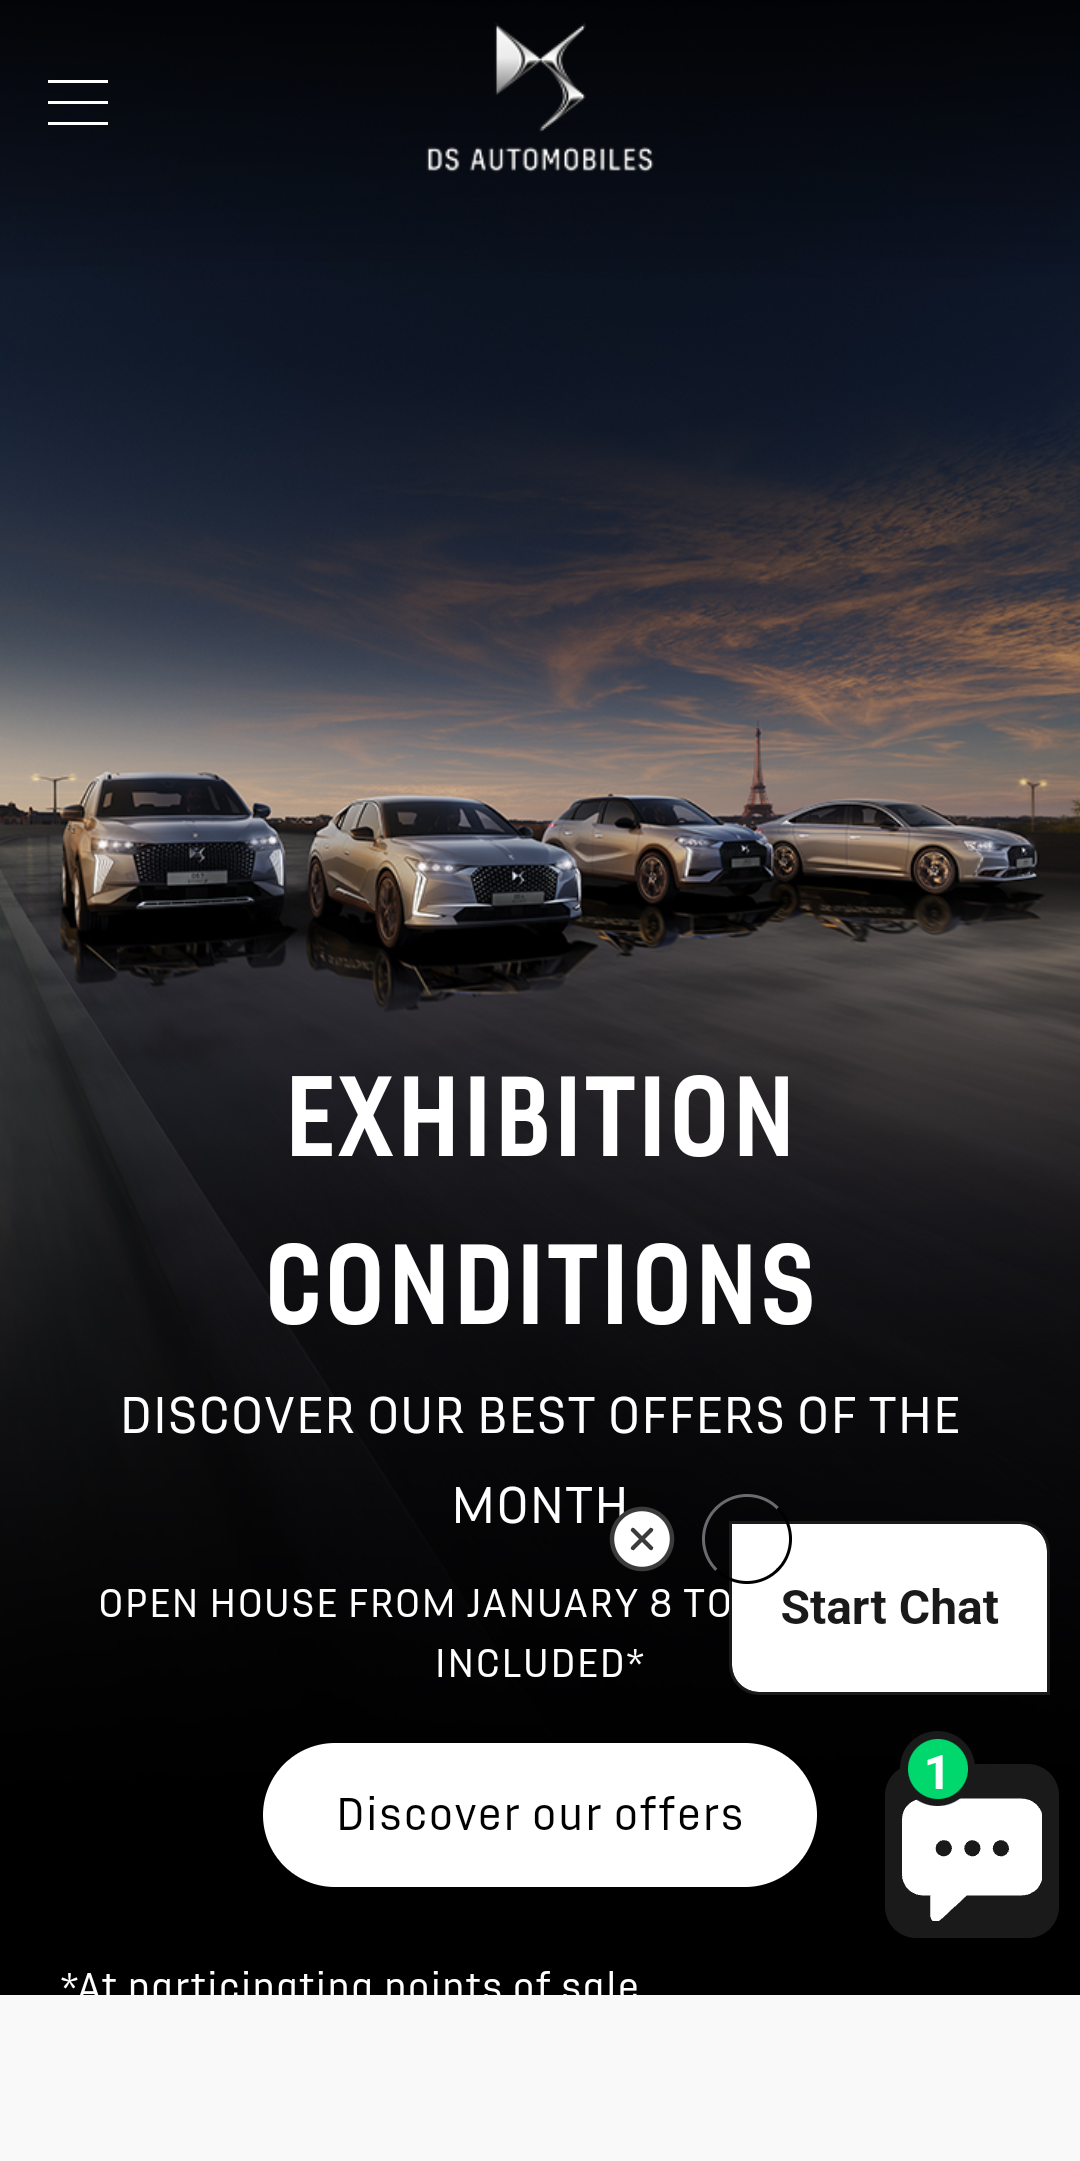 DS AUTOMOBILES
EXHIBITION
CONDITIONS
DISCOVER OUR BEST OFFERS OF THE
MONTH
OPEN HOUSE FROM JANUARY 8 TO
INCLUDED*
Start Chat
Discover our offers
1
*At participating points of sale